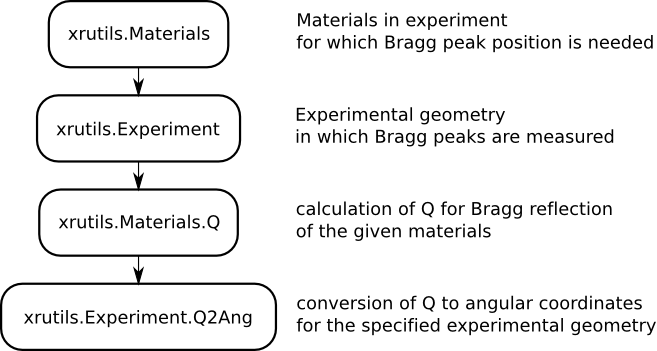 xrutils.Materials
Materials in experiment
for which Bragg peak position is needed
xrutils.Experiment
Experimental geometry
in which Bragg peaks are measured
xrutils.Materials.Q
calculation of Q for Bragg reflection
of the given materials
xrutils.Experiment.Q2Ang
conversion of Q to angular coordinates
for the specified experimental geometry